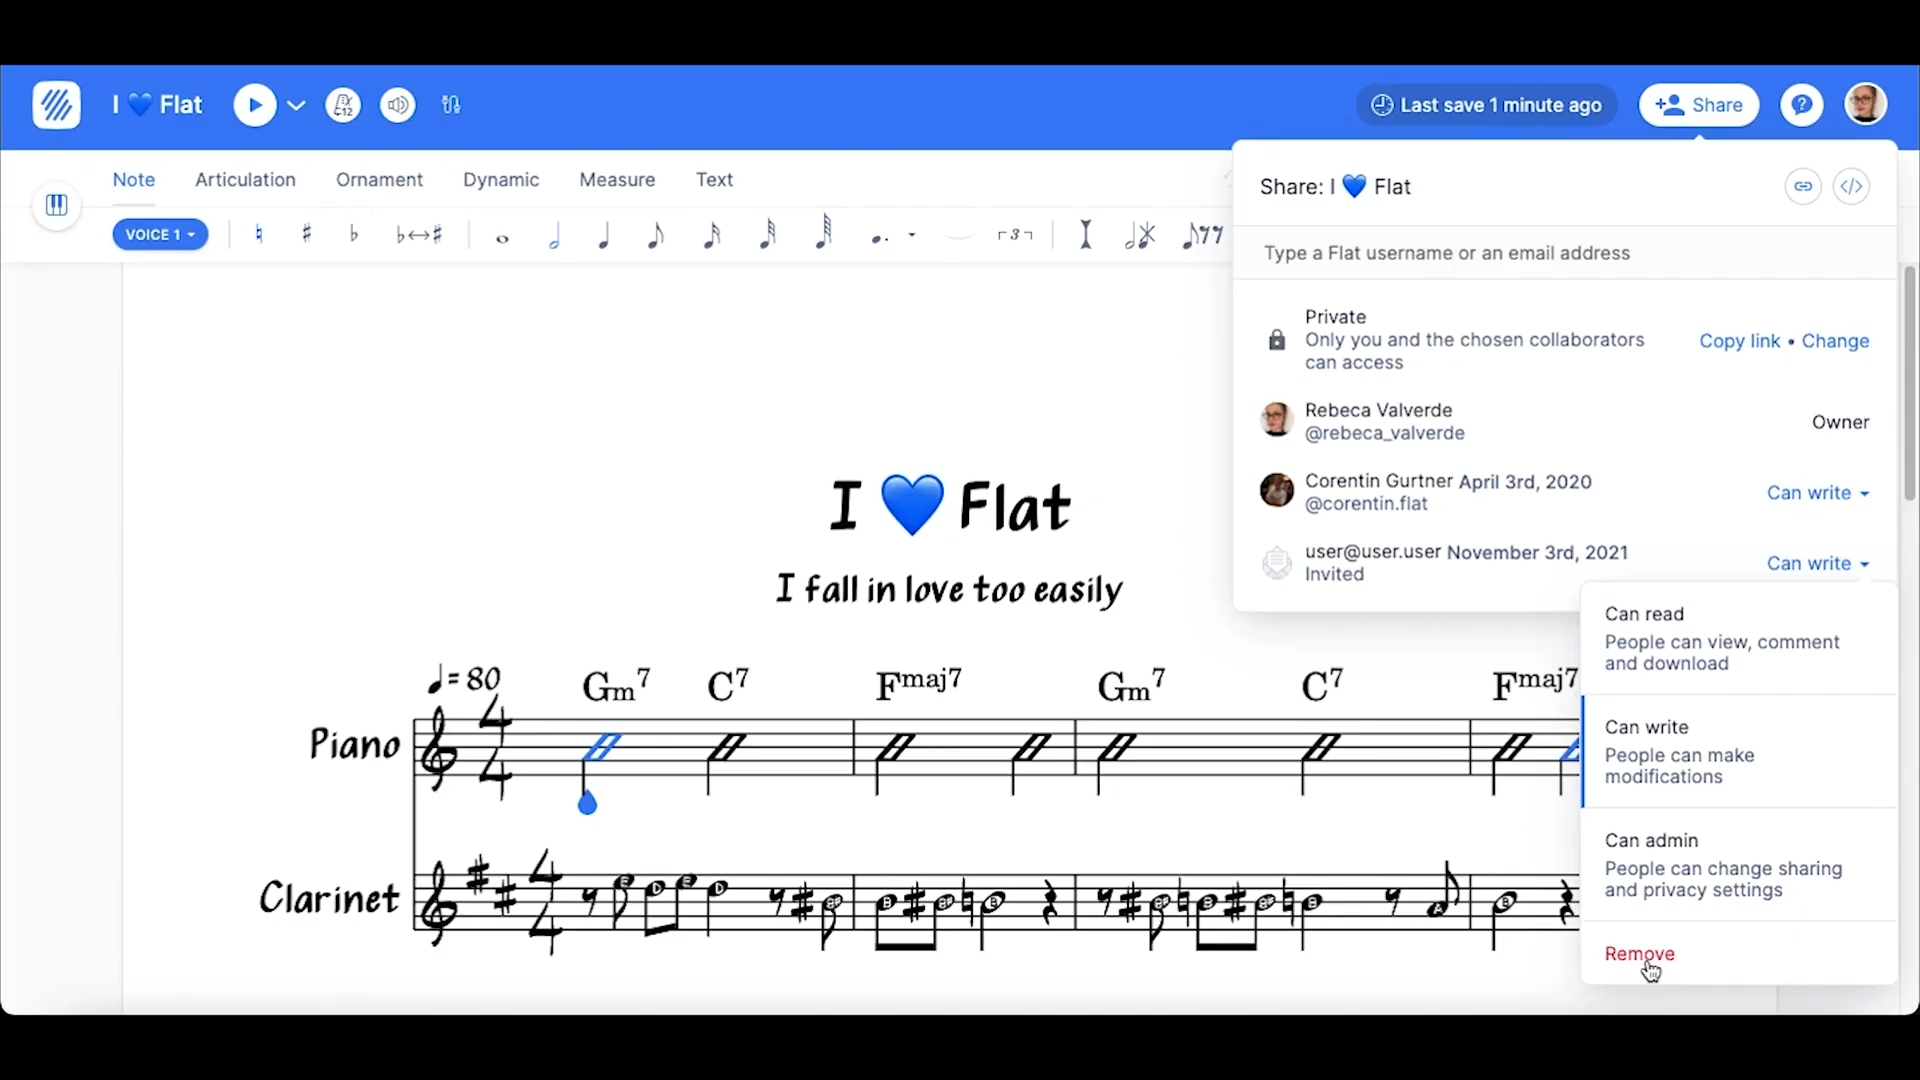 I 💙 Flat
Last save 1 minute ago
Share
Note Articulation Ornament Dynamic Measure Text
VOICE 1
3
Share: I 💙 Flat
Type a Flat username or an email address
Private
Only you and the chosen collaborators
can access
Copy link • Change
Rebeca Valverde
@rebeca_valverde
Owner
Corentin Gurtner April 3rd, 2020
@corentin.flat
Can write
user@user.user November 3rd, 2021
Invited
Can write
Can read
People can view, comment
and download
Can write
People can make
modifications
Can admin
People can change sharing
and privacy settings
Remove
I 💙 Flat
I fall in love too easily
♩= 80
Gm7 C7 Fmaj7 Gm7 C7 Fmaj7
Piano
4
4
Clarinet
4
4